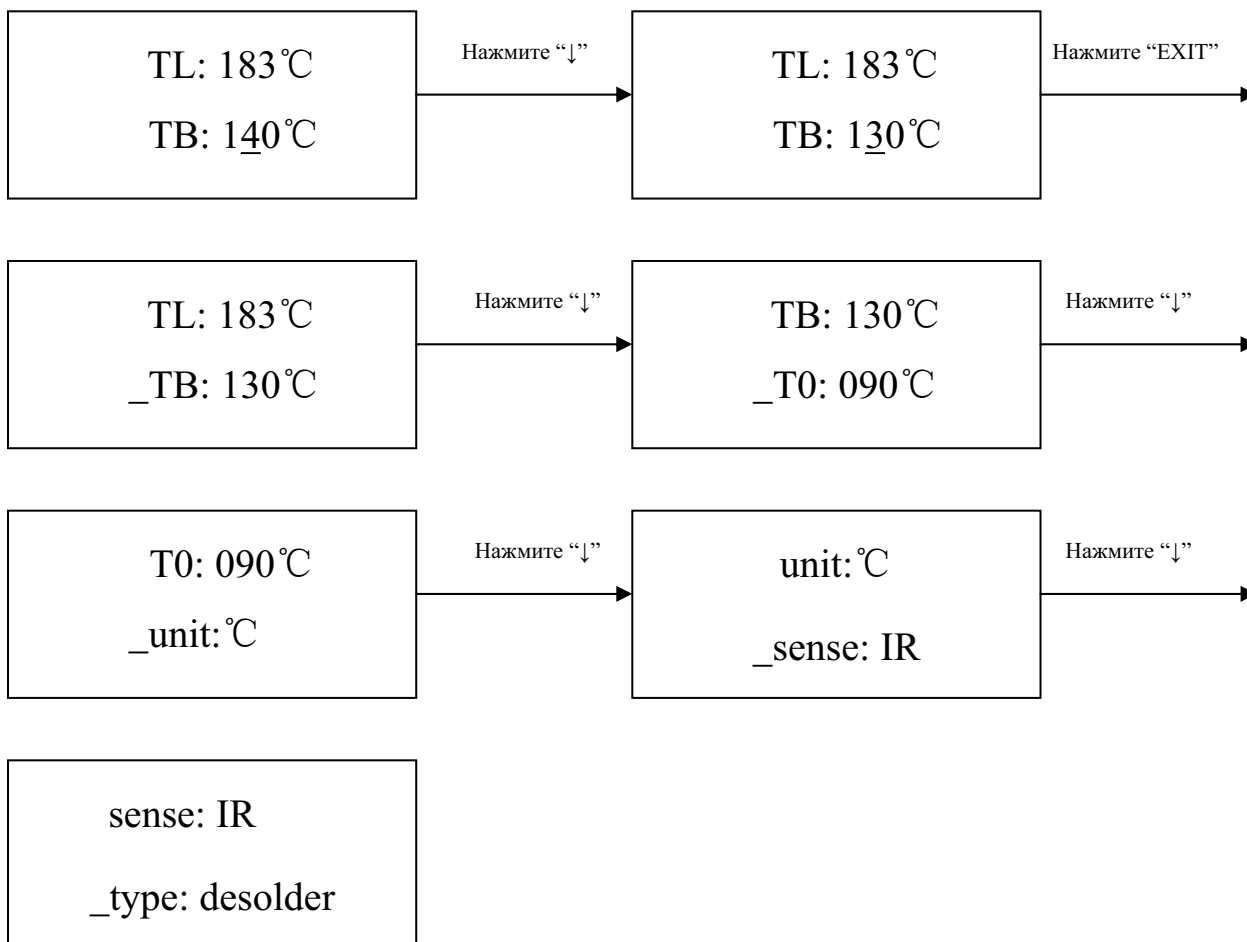 TL: 183℃
TB: 140℃
Нажмите “↓”
TL: 183℃
TB: 130℃
Нажмите “EXIT”
TL: 183℃
_TB: 130℃
Нажмите “↓”
TB: 130℃
_T0: 090℃
Нажмите “↓”
T0: 090℃
_unit:℃
Нажмите “↓”
unit:℃
_sense: IR
Нажмите “↓”
sense: IR
_type: desolder